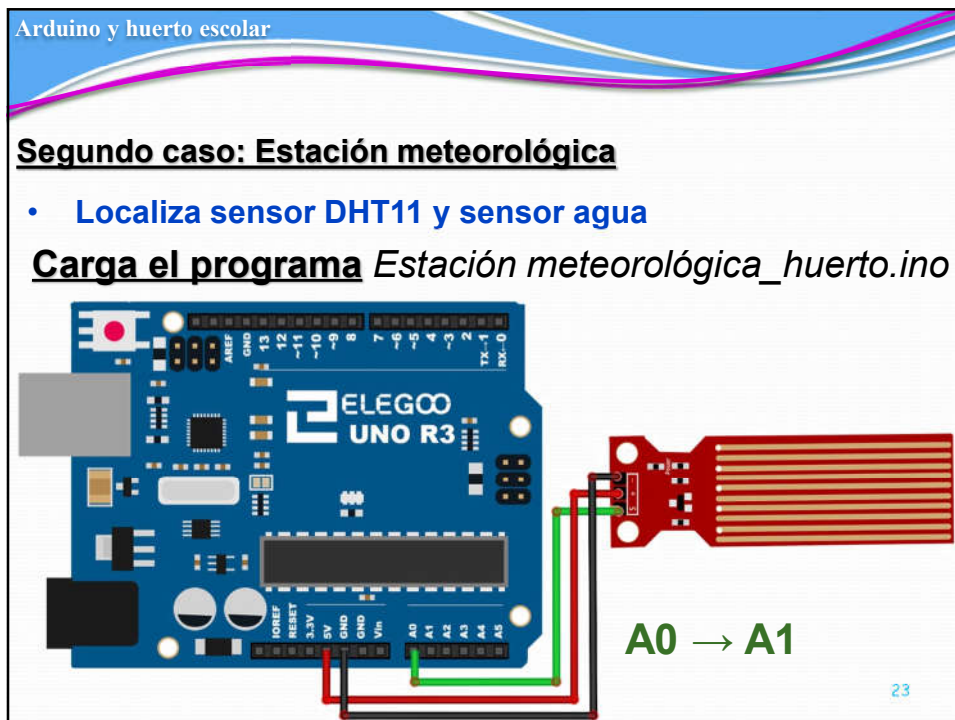 Arduino y huerto escolar
Segundo caso: Estación meteorológica
• Localiza sensor DHT11 y sensor agua
Carga el programa Estación meteorológica_huerto.ino
AREF
GND
13
12
~11
~10
~9
8
7
~6
~5
4
~3
2
TX→1
RX←0
ELEGOO
UNO R3
Power
S + -
IOREF
RESET
3.3V
5V
GND
GND
Vin
A0
A1
A2
A3
A4
A5
A0 → A1
23